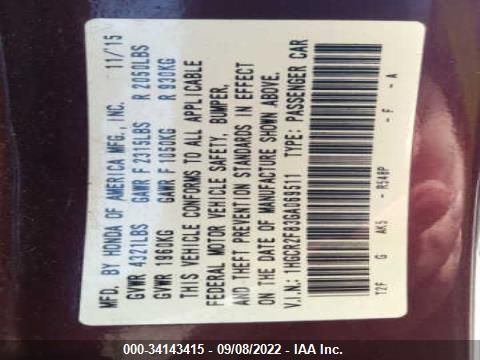 MFD. BY HONDA OF AMERICA MFG., INC. 11/15
GVWR 4321LBS GAWR F 2315LBS R 2050LBS
GVWR 1960KG GAWR F 1050KG R 930KG
THIS VEHICLE CONFORMS TO ALL APPLICABLE
FEDERAL MOTOR VEHICLE SAFETY, BUMPER,
AND THEFT PREVENTION STANDARDS IN EFFECT
ON THE DATE OF MANUFACTURE SHOWN ABOVE.
V.I.N.: 1HGCR2F83GA069511 TYPE: PASSENGER CAR
T2F G AK5 - R548P - F - A
000-34143415 - 09/08/2022 - IAA Inc.